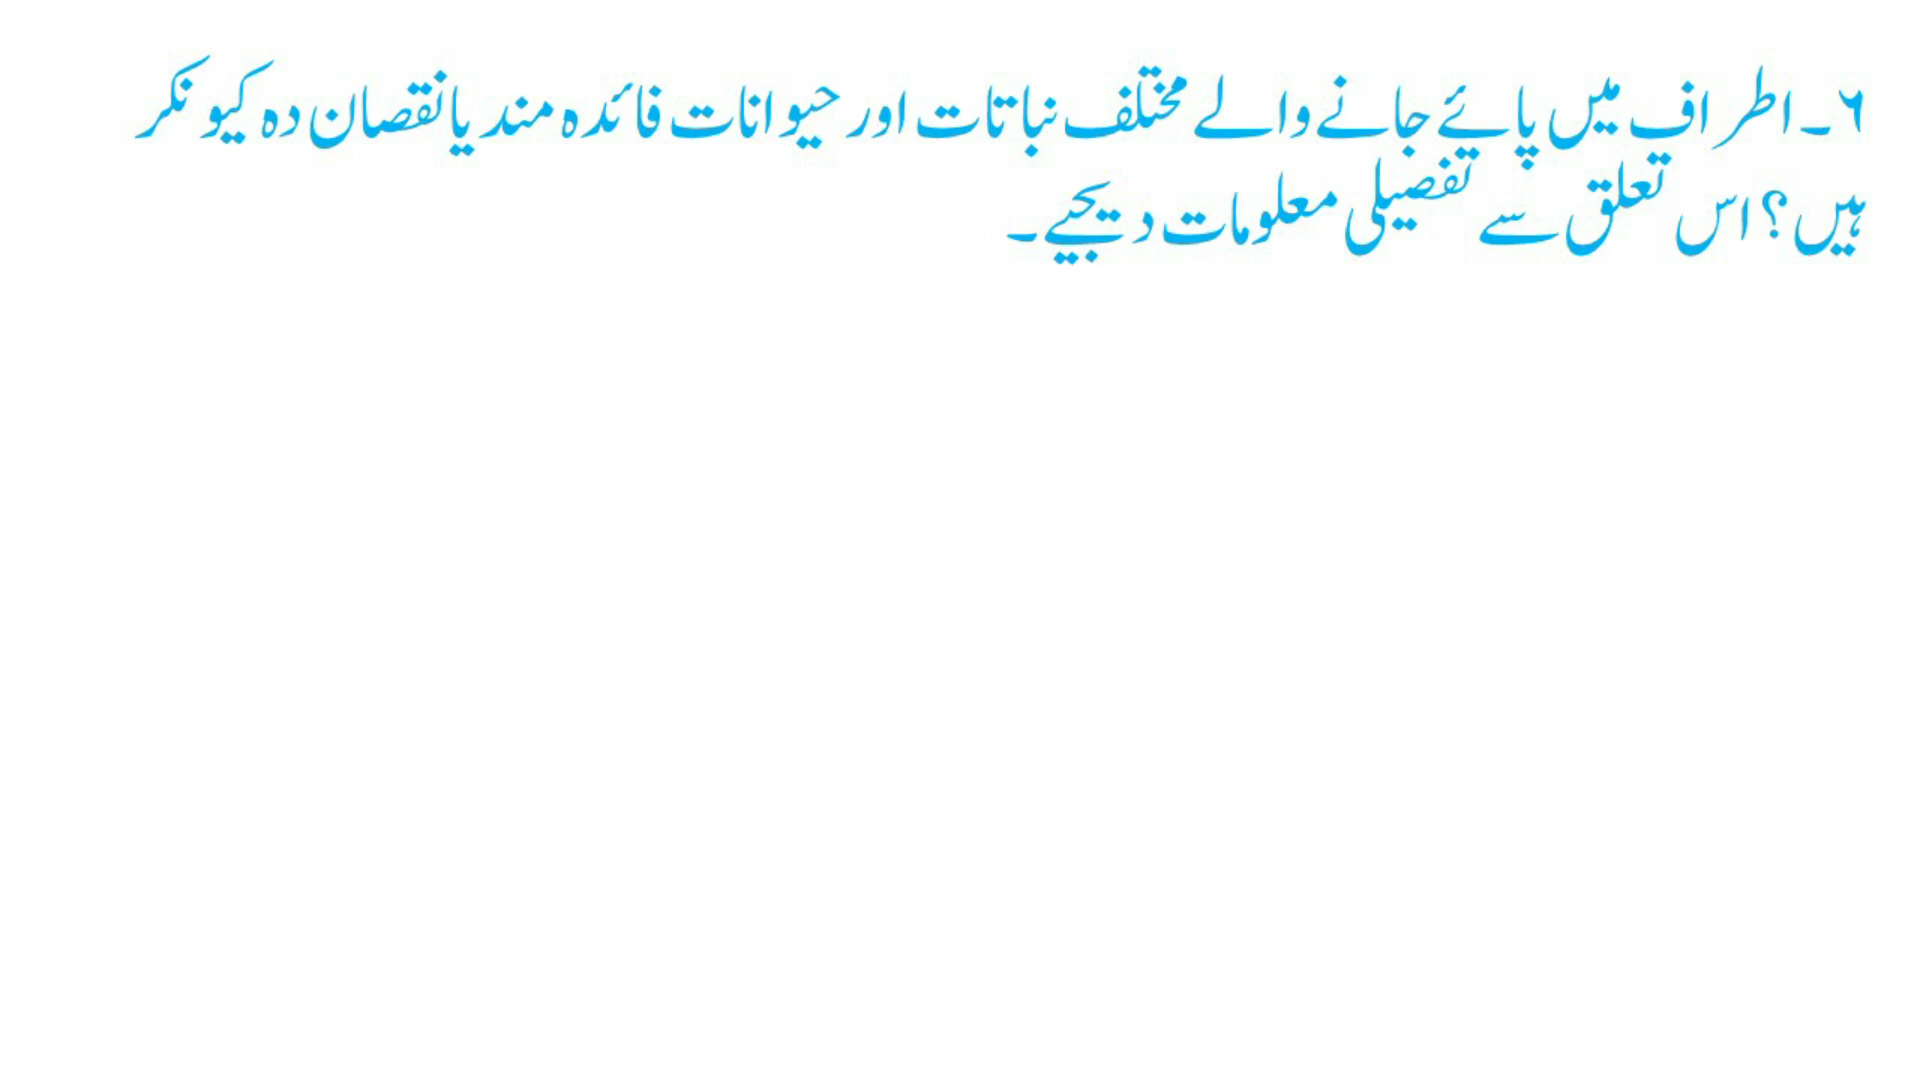 ٦۔ اطراف میں پائے جانے والے مختلف نباتات اور حیوانات فائدہ مند یا نقصان دہ کیونکر
ہیں؟ اس تعلق سے تفصیلی معلومات دیجیے۔